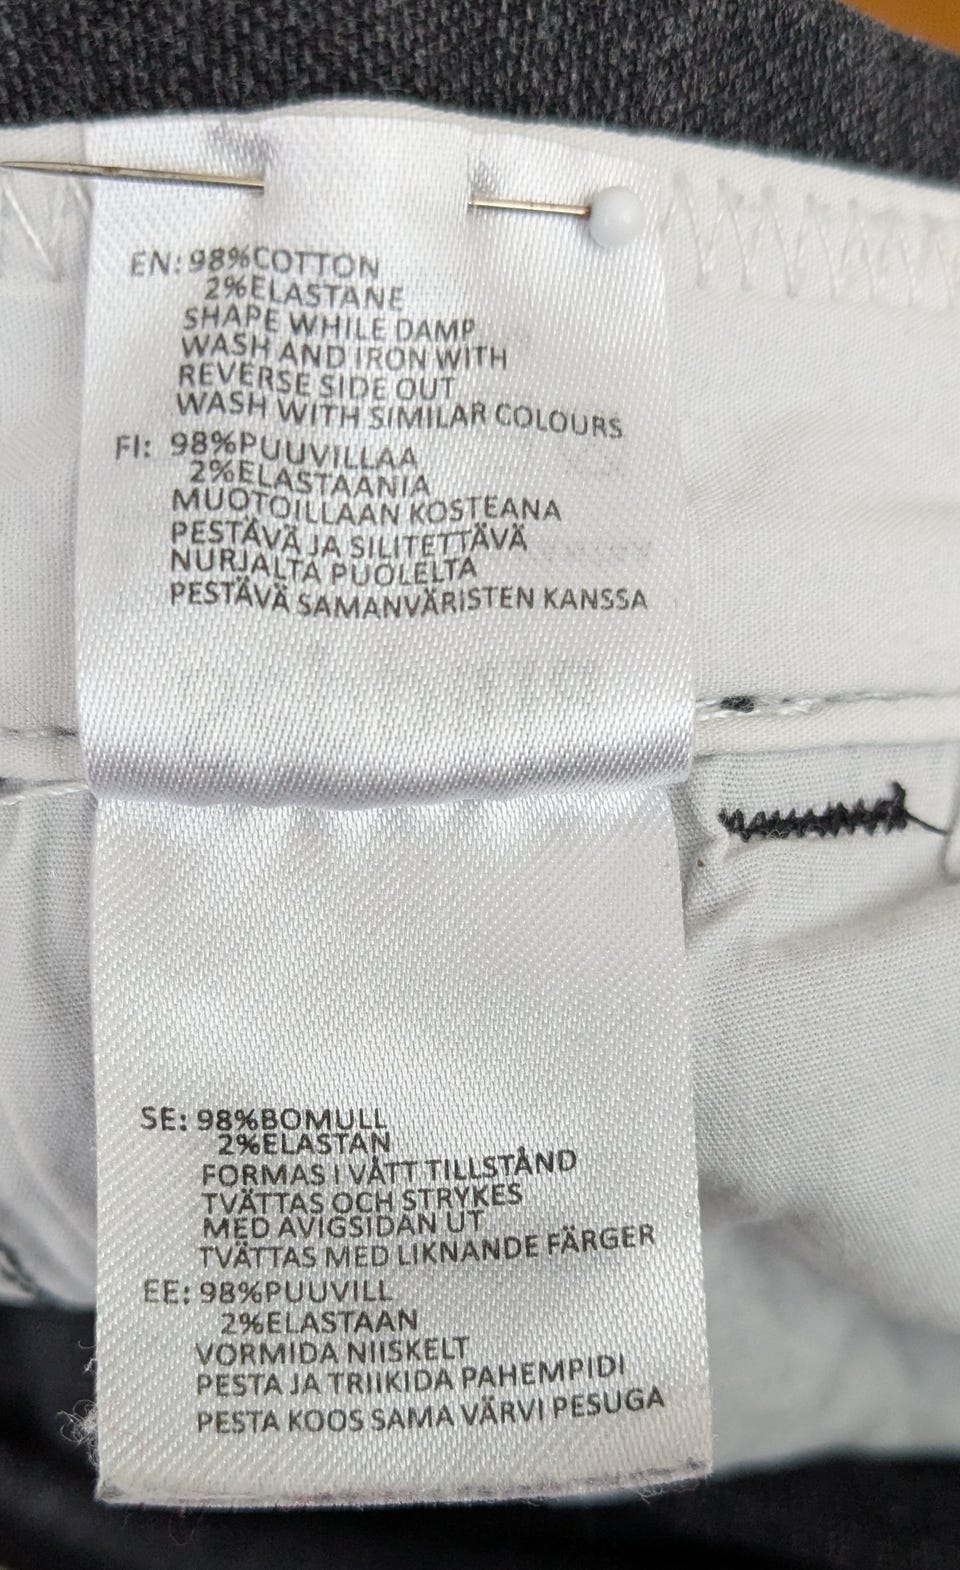 EN: 98%COTTON
2%ELASTANE
SHAPE WHILE DAMP
WASH AND IRON WITH
REVERSE SIDE OUT
WASH WITH SIMILAR COLOURS
FI: 98%PUUVILLAA
2%ELASTAANIA
MUOTOILLAAN KOSTEANA
PESTÄVÄ JA SILITETTÄVÄ
NURJALTA PUOLELTA
PESTÄVÄ SAMANVÄRISTEN KANSSA
SE: 98%BOMULL
2%ELASTAN
FORMAS I VÅTT TILLSTÅND
TVÄTTAS OCH STRYKES
MED AVIGSIDAN UT
TVÄTTAS MED LIKNANDE FÄRGER
EE: 98%PUUVILL
2%ELASTAAN
VORMIDA NIISKELT
PESTA JA TRIIKIDA PAHEMPIDI
PESTA KOOS SAMA VÄRVI PESUGA